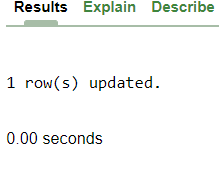 Results Explain Describe
1 row(s) updated.
0.00 seconds